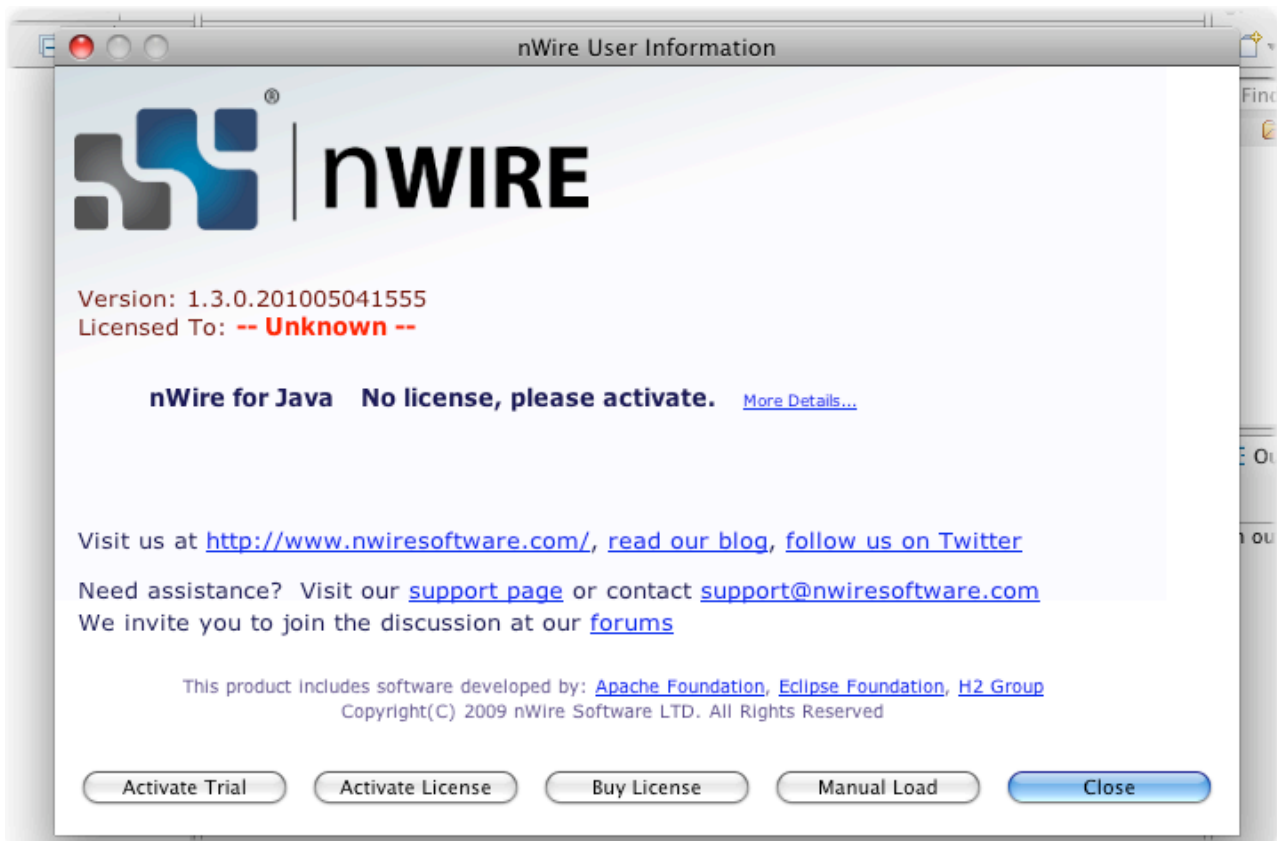 nWire User Information
Find
®
nWIRE
Version: 1.3.0.201005041555
Licensed To: -- Unknown --
nWire for Java No license, please activate. More Details...
Visit us at http://www.nwiresoftware.com/, read our blog, follow us on Twitter
Need assistance? Visit our support page or contact support@nwiresoftware.com
We invite you to join the discussion at our forums
This product includes software developed by: Apache Foundation, Eclipse Foundation, H2 Group
Copyright(C) 2009 nWire Software LTD. All Rights Reserved
Activate Trial Activate License Buy License Manual Load Close